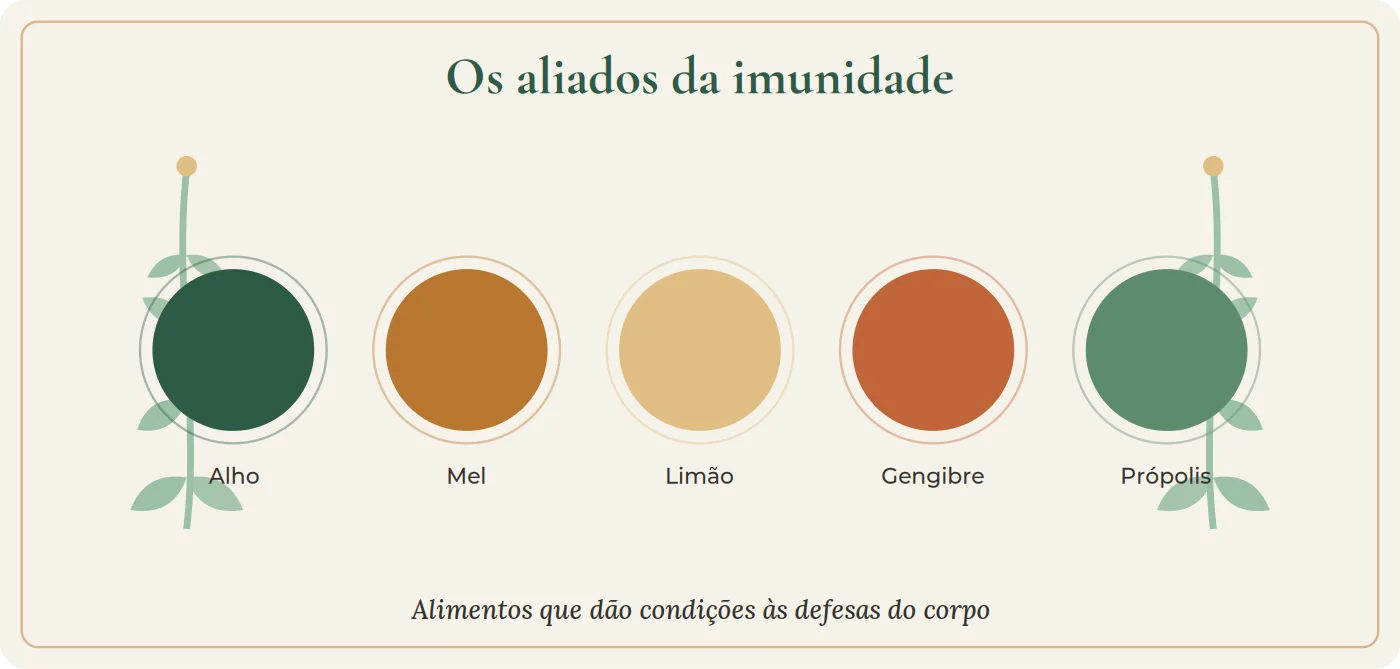 Os aliados da imunidade
Alho
Mel
Limão
Gengibre
Própolis
Alimentos que dão condições às defesas do corpo